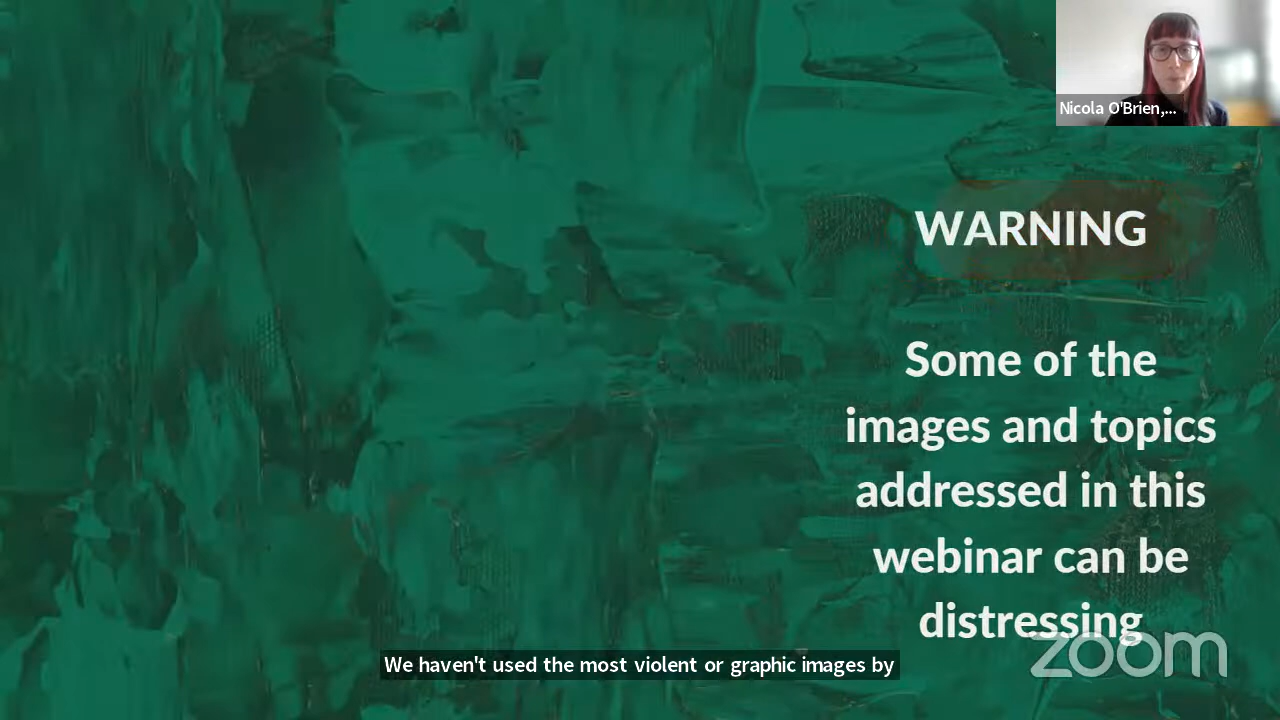 Nicola O'Brien,...
WARNING
Some of the
images and topics
addressed in this
webinar can be
distressing
We haven't used the most violent or graphic images by
zoom